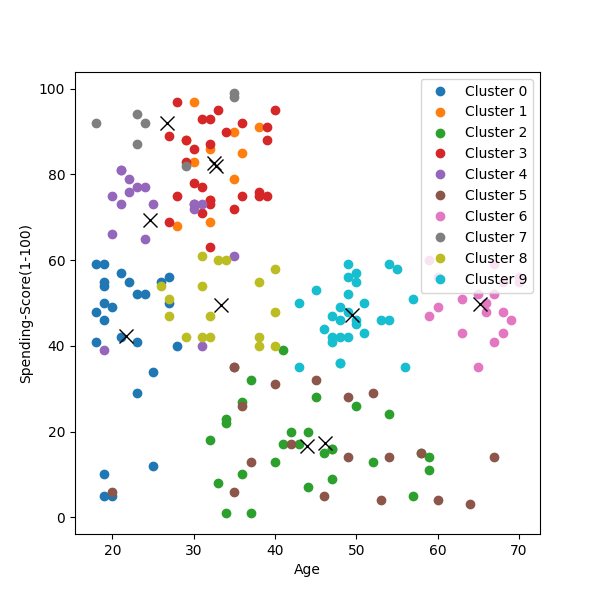 100
80
60
40
20
0
Spending-Score(1-100)
20 30 40 50 60 70
Age
Cluster 0
Cluster 1
Cluster 2
Cluster 3
Cluster 4
Cluster 5
Cluster 6
Cluster 7
Cluster 8
Cluster 9